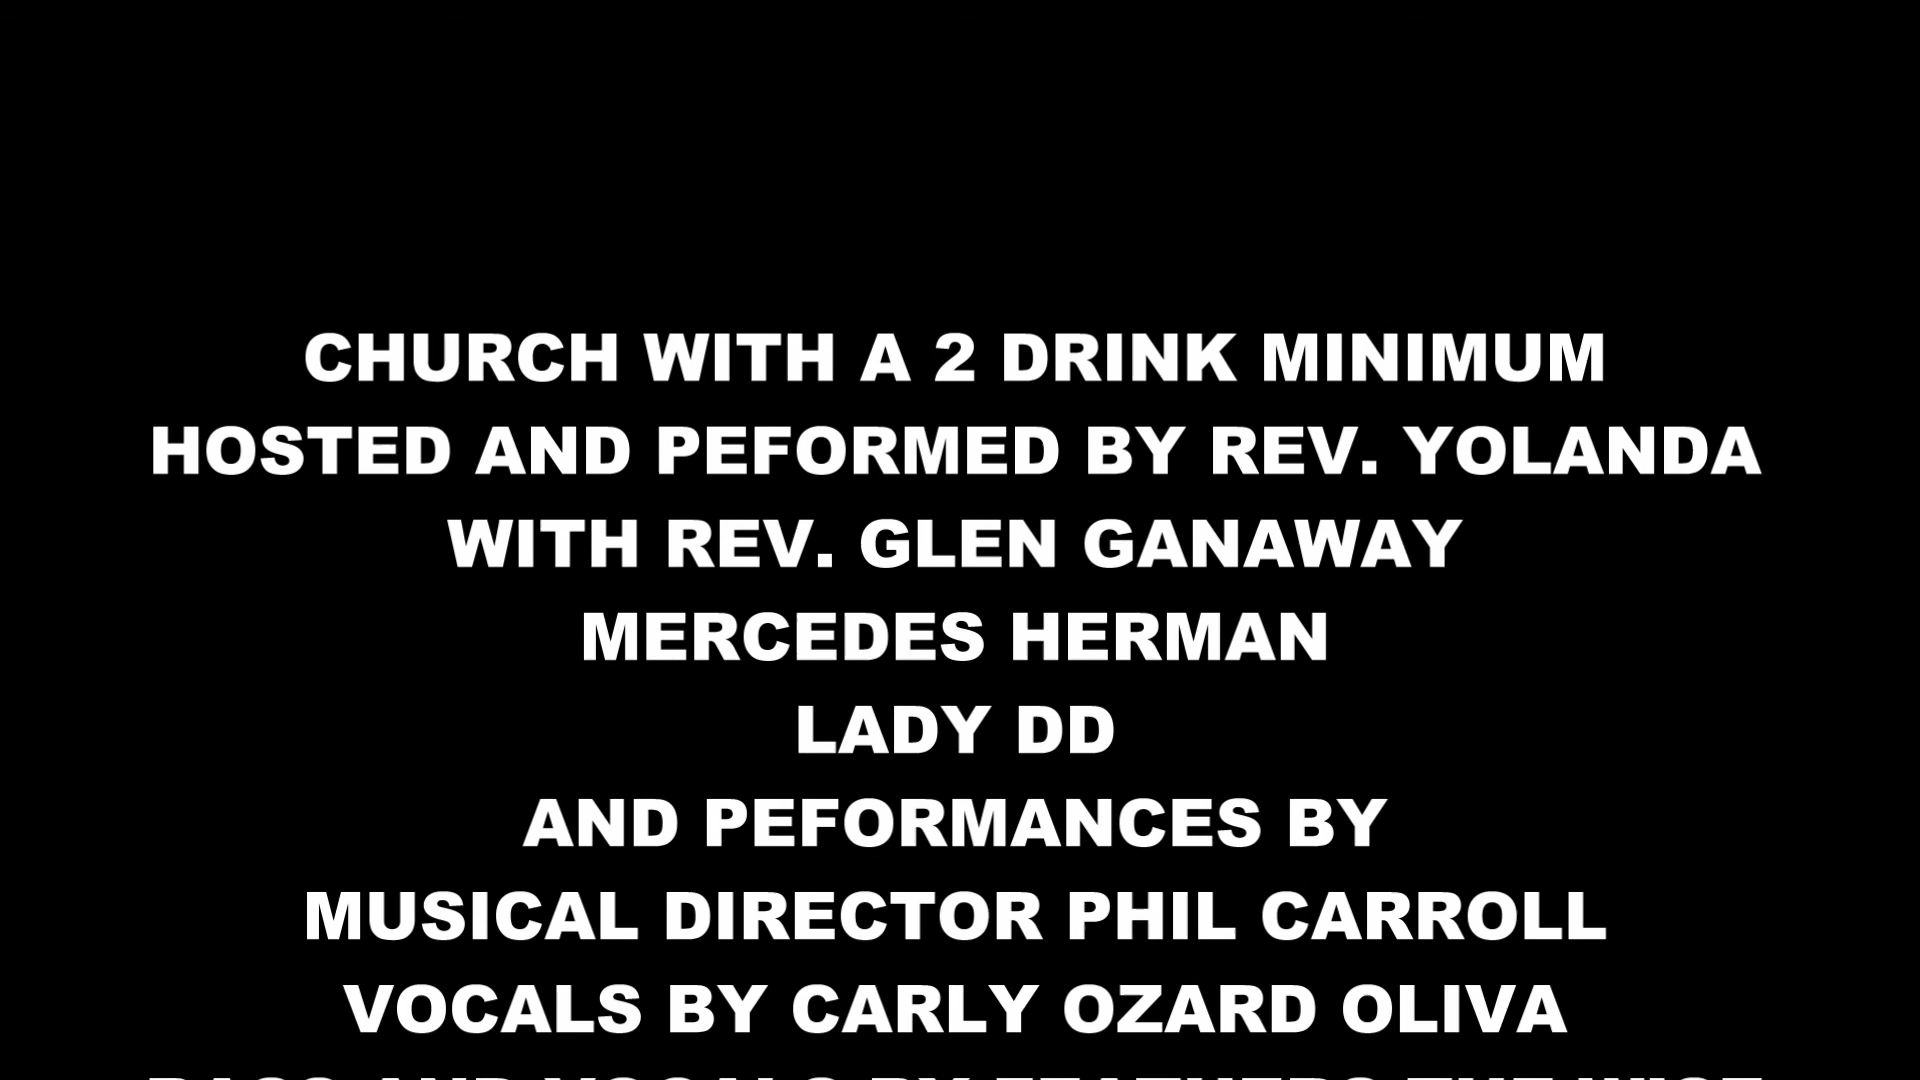 CHURCH WITH A 2 DRINK MINIMUM
HOSTED AND PEFORMED BY REV. YOLANDA
WITH REV. GLEN GANAWAY
MERCEDES HERMAN
LADY DD
AND PEFORMANCES BY
MUSICAL DIRECTOR PHIL CARROLL
VOCALS BY CARLY OZARD OLIVA